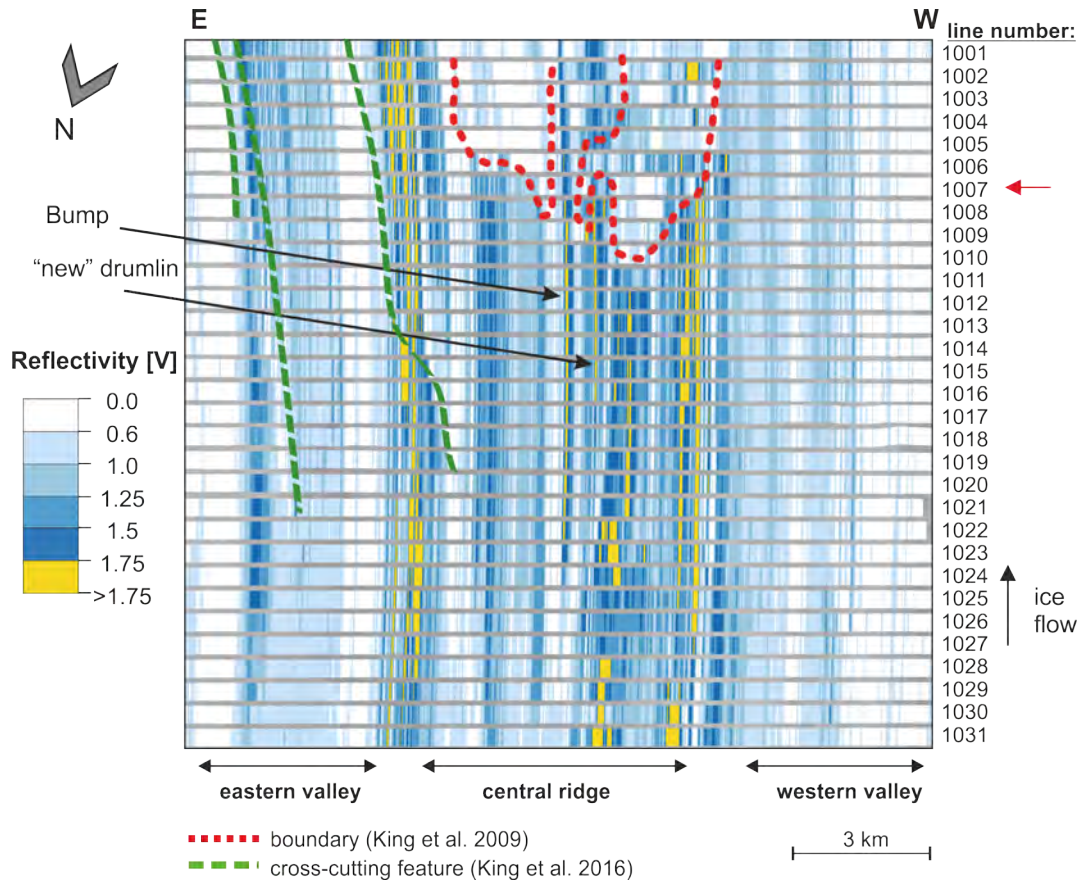 E
W
line number:
1001
1002
1003
1004
1005
1006
1007
1008
1009
1010
1011
1012
1013
1014
1015
1016
1017
1018
1019
1020
1021
1022
1023
1024
1025
1026
1027
1028
1029
1030
1031
N
Bump
“new” drumlin
Reflectivity [V]
0.0
0.6
1.0
1.25
1.5
1.75
>1.75
ice
flow
eastern valley
central ridge
western valley
boundary (King et al. 2009)
cross-cutting feature (King et al. 2016)
3 km